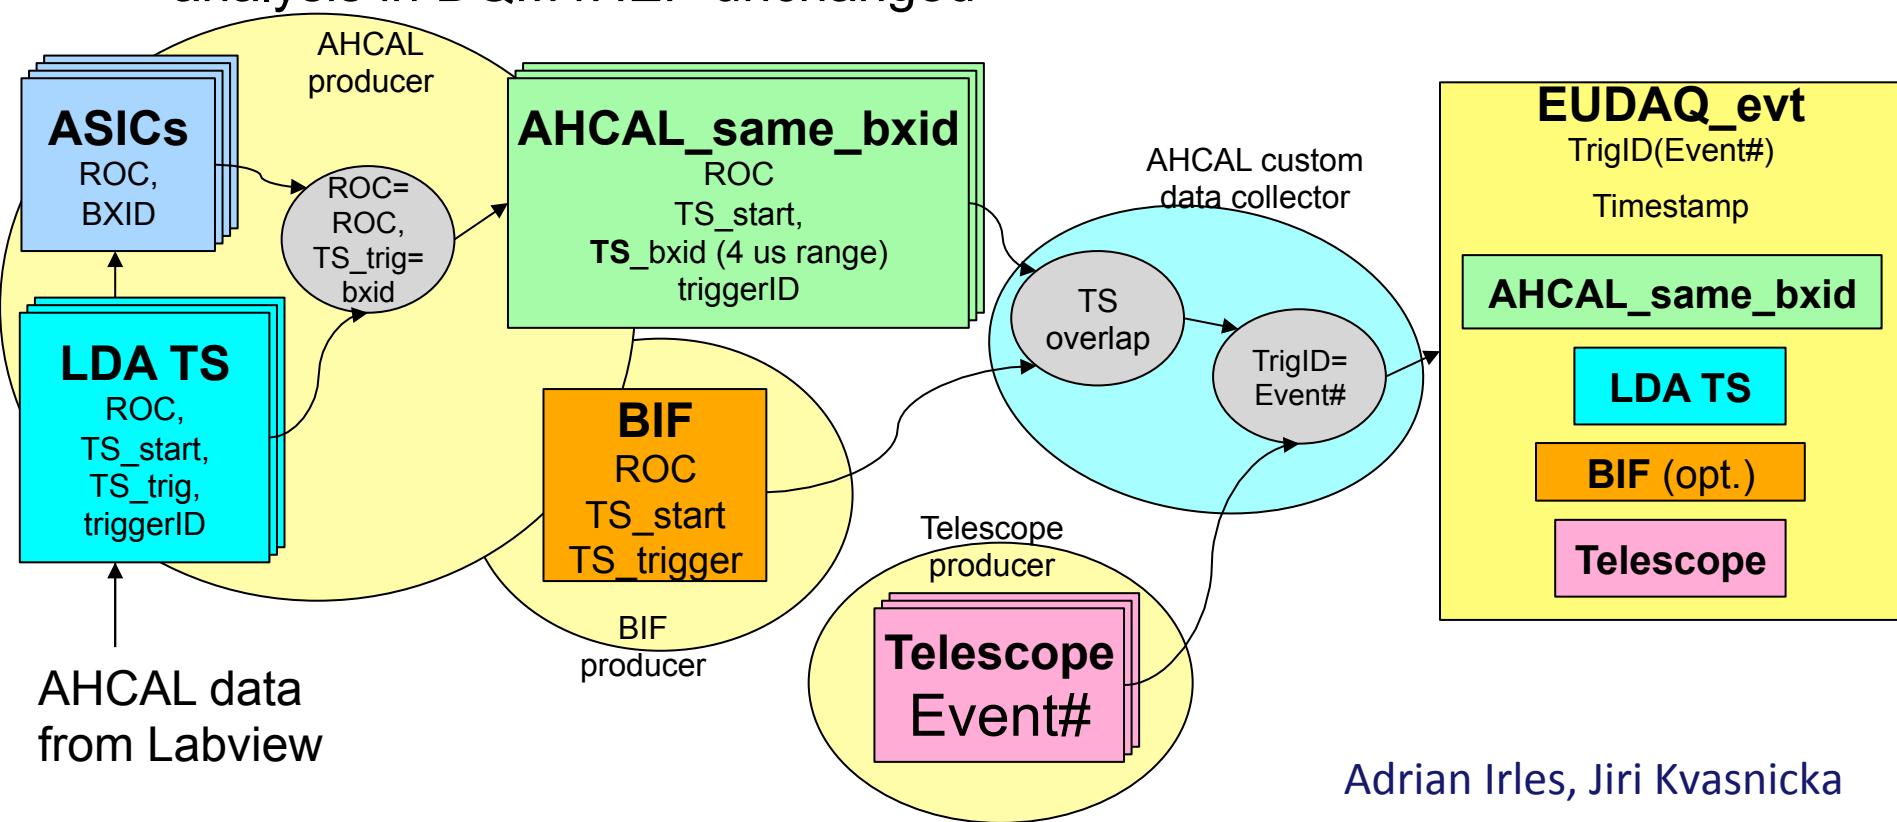 AHCAL
producer
ASICs
ROC,
BXID
ROC=
ROC,
TS_trig=
bxid
LDA TS
ROC,
TS_start,
TS_trig,
triggerID
AHCAL data
from Labview
AHCAL_same_bxid
ROC
TS_start,
TS_bxid (4 us range)
triggerID
BIF
ROC
TS_start
TS_trigger
BIF
producer
AHCAL custom
data collector
TS
overlap
TrigID=
Event#
Telescope
producer
Telescope
Event#
EUDAQ_evt
TrigID(Event#)
Timestamp
AHCAL_same_bxid
LDA TS
BIF (opt.)
Telescope
Adrian Irles, Jiri Kvasnicka